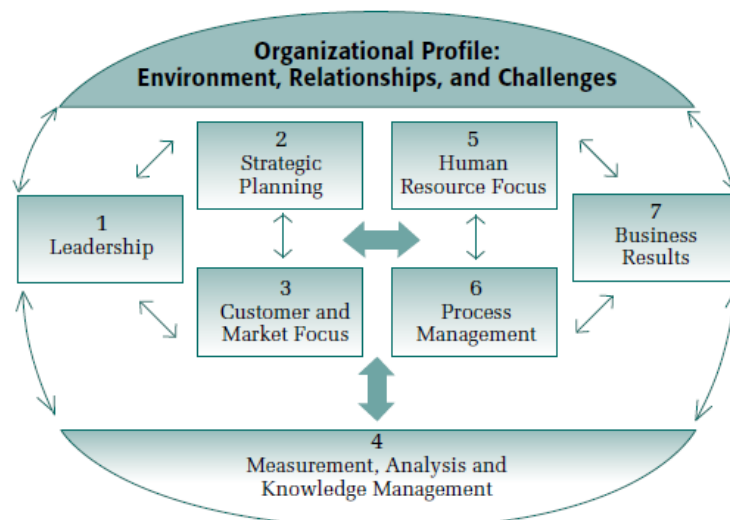 Organizational Profile:
Environment, Relationships, and Challenges
2
Strategic
Planning
5
Human
Resource Focus
1
Leadership
7
Business
Results
3
Customer and
Market Focus
6
Process
Management
4
Measurement, Analysis and
Knowledge Management